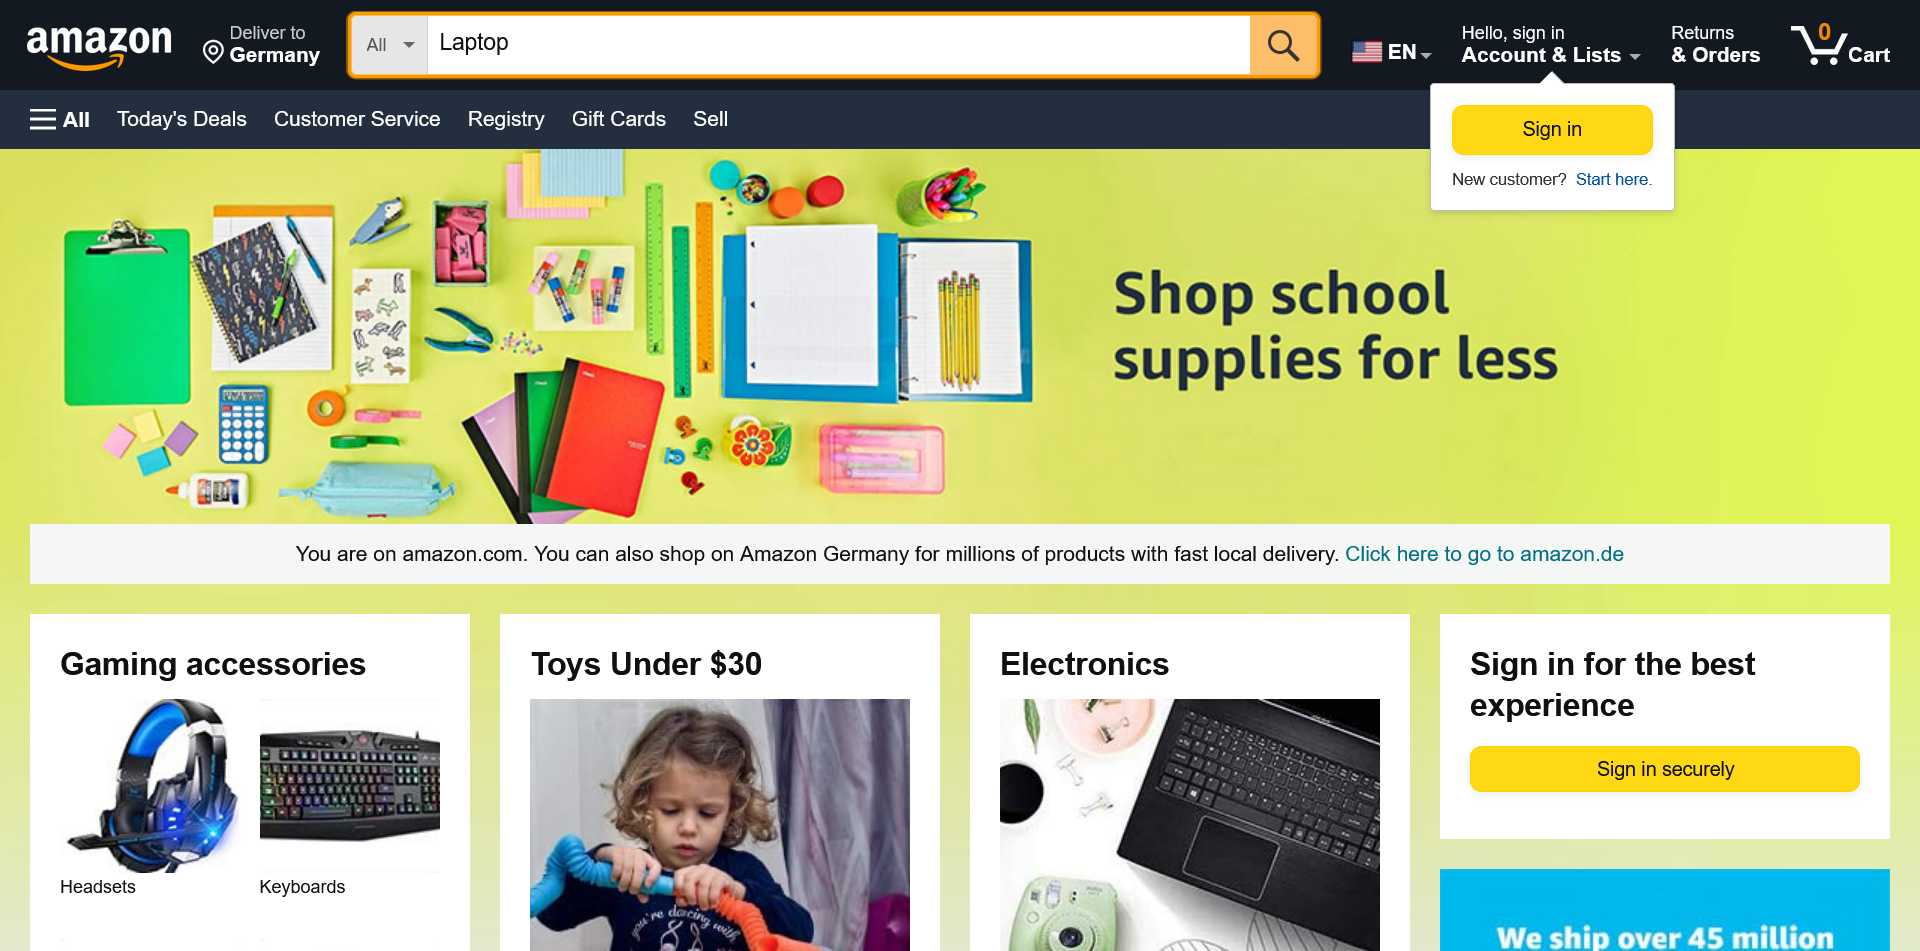 amazon
Deliver to
Germany
All
Laptop
EN
Hello, sign in
Account & Lists
Returns
& Orders
0
Cart
All
Today's Deals
Customer Service
Registry
Gift Cards
Sell
Sign in
New customer? Start here.
Shop school
supplies for less
You are on amazon.com. You can also shop on Amazon Germany for millions of products with fast local delivery. Click here to go to amazon.de
Gaming accessories
Headsets
Keyboards
Toys Under $30
you're dancing with
Electronics
Sign in for the best
experience
Sign in securely
We ship over 45 million